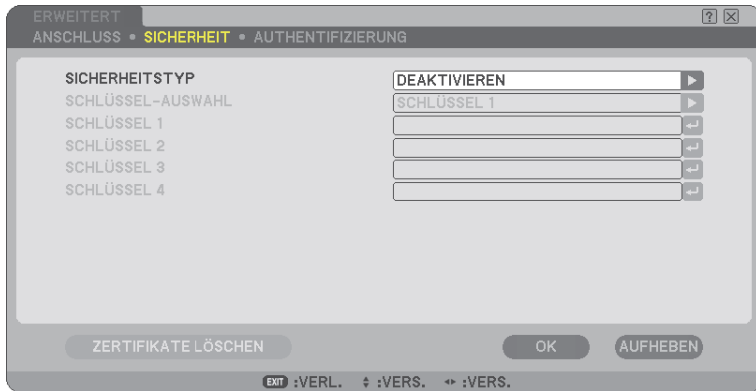 ERWEITERT
ANSCHLUSS • SICHERHEIT • AUTHENTIFIZIERUNG
SICHERHEITSTYP DEAKTIVIEREN
SCHLÜSSEL-AUSWAHL SCHLÜSSEL 1
SCHLÜSSEL 1
SCHLÜSSEL 2
SCHLÜSSEL 3
SCHLÜSSEL 4
ZERTIFIKATE LÖSCHEN OK AUFHEBEN
EXIT :VERL. :VERS. :VERS.